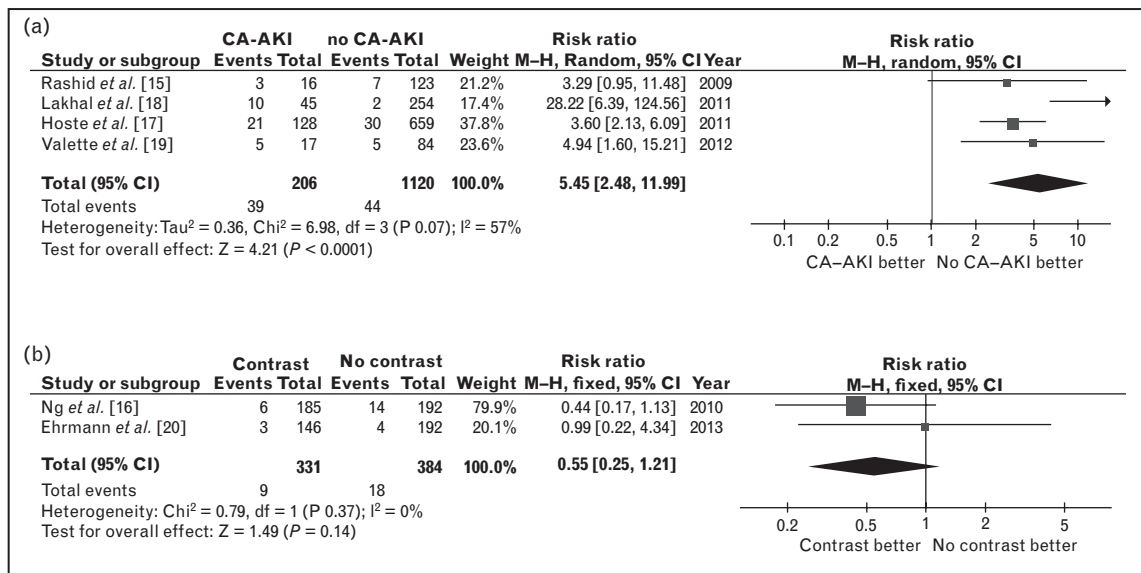 (a)
CA-AKI no CA-AKI Risk ratio Risk ratio
Study or subgroup Events Total Events Total Weight M–H, Random, 95% CI Year M–H, random, 95% CI
Rashid et al. [15] 3 16 7 123 21.2% 3.29 [0.95, 11.48] 2009
Lakhal et al. [18] 10 45 2 254 17.4% 28.22 [6.39, 124.56] 2011
Hoste et al. [17] 21 128 30 659 37.8% 3.60 [2.13, 6.09] 2011
Valette et al. [19] 5 17 5 84 23.6% 4.94 [1.60, 15.21] 2012
Total (95% CI) 206 1120 100.0% 5.45 [2.48, 11.99]
Total events 39 44
Heterogeneity: Tau² = 0.36, Chi² = 6.98, df = 3 (P 0.07); I² = 57%
Test for overall effect: Z = 4.21 (P < 0.0001)
0.1 0.2 0.5 1 2 5 10
CA–AKI better No CA–AKI better
(b)
Contrast No contrast Risk ratio Risk ratio
Study or subgroup Events Total Events Total Weight M–H, fixed, 95% CI Year M–H, fixed, 95% CI
Ng et al. [16] 6 185 14 192 79.9% 0.44 [0.17, 1.13] 2010
Ehrmann et al. [20] 3 146 4 192 20.1% 0.99 [0.22, 4.34] 2013
Total (95% CI) 331 384 100.0% 0.55 [0.25, 1.21]
Total events 9 18
Heterogeneity: Chi² = 0.79, df = 1 (P 0.37); I² = 0%
Test for overall effect: Z = 1.49 (P = 0.14)
0.2 0.5 1 2 5
Contrast better No contrast better